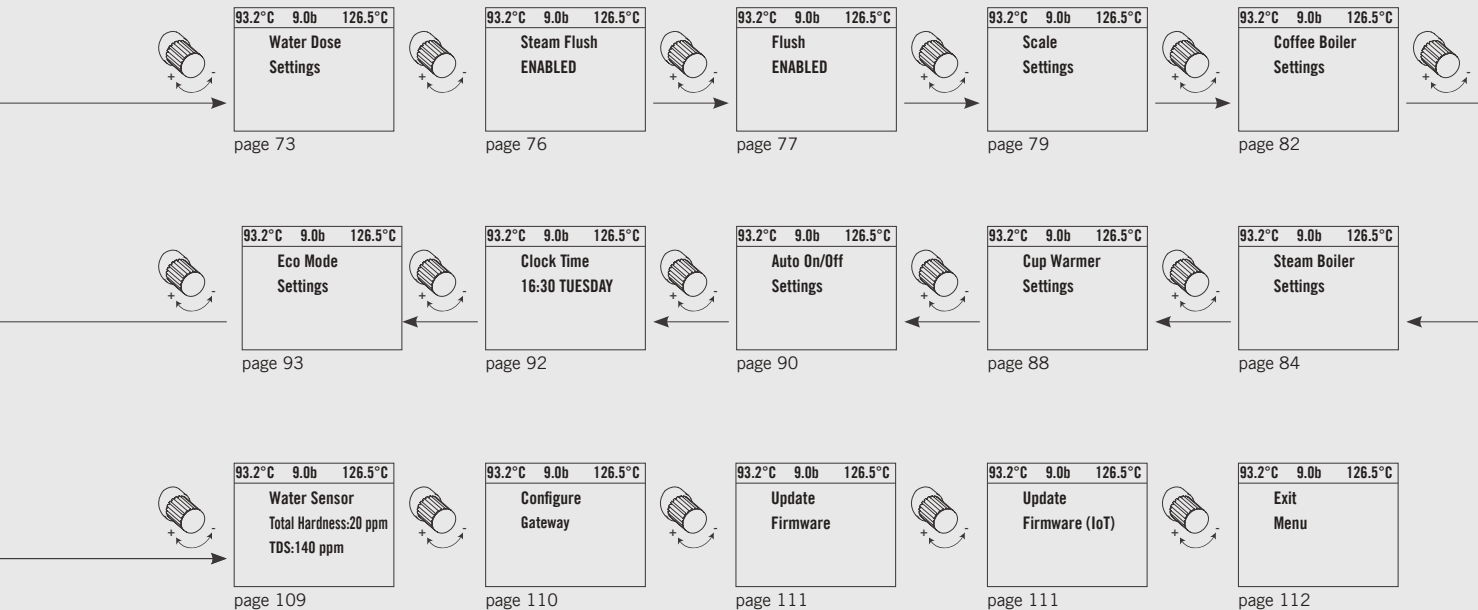 + -
93.2°C 9.0b 126.5°C
Water Dose
Settings
page 73
+ -
93.2°C 9.0b 126.5°C
Steam Flush
ENABLED
page 76
+ -
93.2°C 9.0b 126.5°C
Flush
ENABLED
page 77
+ -
93.2°C 9.0b 126.5°C
Scale
Settings
page 79
+ -
93.2°C 9.0b 126.5°C
Coffee Boiler
Settings
page 82
+ -
+ -
93.2°C 9.0b 126.5°C
Eco Mode
Settings
page 93
+ -
93.2°C 9.0b 126.5°C
Clock Time
16:30 TUESDAY
page 92
+ -
93.2°C 9.0b 126.5°C
Auto On/Off
Settings
page 90
+ -
93.2°C 9.0b 126.5°C
Cup Warmer
Settings
page 88
+ -
93.2°C 9.0b 126.5°C
Steam Boiler
Settings
page 84
+ -
93.2°C 9.0b 126.5°C
Water Sensor
Total Hardness:20 ppm
TDS:140 ppm
page 109
+ -
93.2°C 9.0b 126.5°C
Configure
Gateway
page 110
+ -
93.2°C 9.0b 126.5°C
Update
Firmware
page 111
+ -
93.2°C 9.0b 126.5°C
Update
Firmware (IoT)
page 111
+ -
93.2°C 9.0b 126.5°C
Exit
Menu
page 112